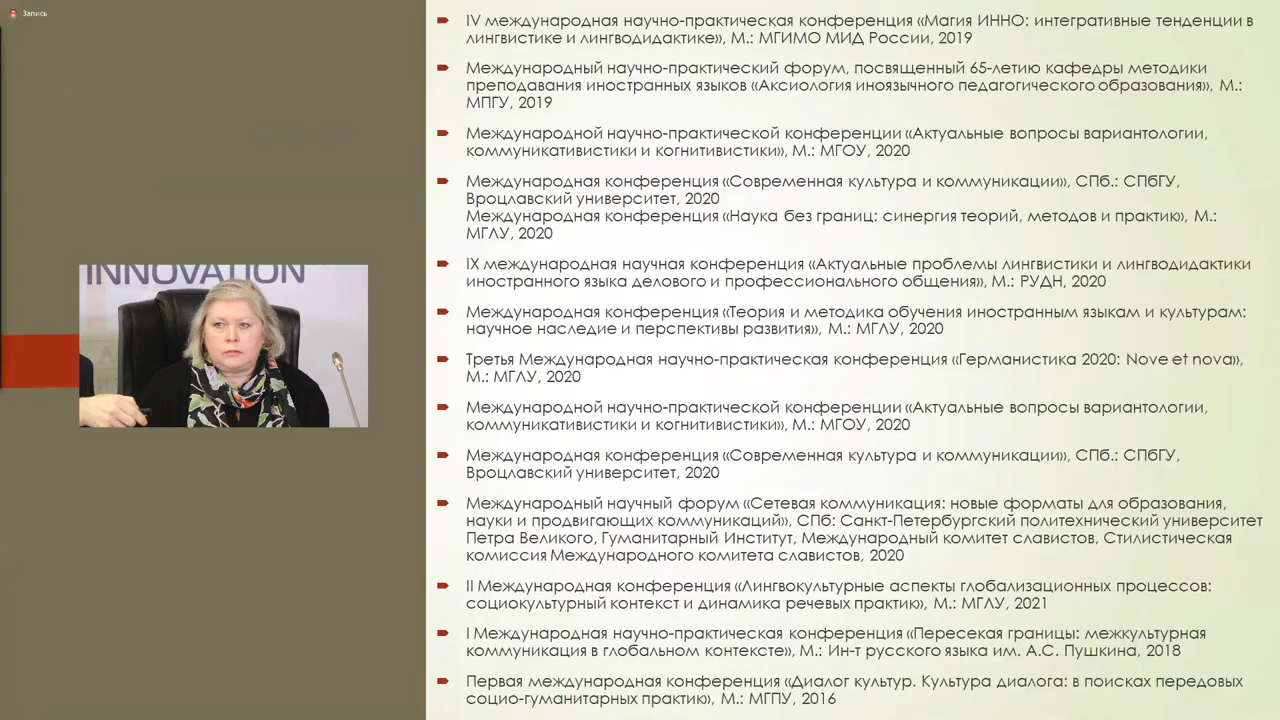 Запись
INNOVATION
IV международная научно-практическая конференция «Магия ИННО: интегративные тенденции в
лингвистике и лингводидактике», М.: МГИМО МИД России, 2019
Международный научно-практический форум, посвященный 65-летию кафедры методики
преподавания иностранных языков «Аксиология иноязычного педагогического образования», М.:
МПГУ, 2019
Международной научно-практической конференции «Актуальные вопросы вариантологии,
коммуникативистики и когнитивистики», М.: МГОУ, 2020
Международная конференция «Современная культура и коммуникации», СПб.: СПбГУ,
Вроцлавский университет, 2020
Международная конференция «Наука без границ: синергия теорий, методов и практик», М.:
МГЛУ, 2020
IX международная научная конференция «Актуальные проблемы лингвистики и лингводидактики
иностранного языка делового и профессионального общения», М.: РУДН, 2020
Международная конференция «Теория и методика обучения иностранным языкам и культурам:
научное наследие и перспективы развития», М.: МГЛУ, 2020
Третья Международная научно-практическая конференция «Германистика 2020: Nove et nova»,
М.: МГЛУ, 2020
Международной научно-практической конференции «Актуальные вопросы вариантологии,
коммуникативистики и когнитивистики», М.: МГОУ, 2020
Международная конференция «Современная культура и коммуникации», СПб.: СПбГУ,
Вроцлавский университет, 2020
Международный научный форум «Сетевая коммуникация: новые форматы для образования,
науки и продвигающих коммуникаций», СПб: Санкт-Петербургский политехнический университет
Петра Великого, Гуманитарный Институт, Международный комитет славистов, Стилистическая
комиссия Международного комитета славистов, 2020
II Международная конференция «Лингвокультурные аспекты глобализационных процессов:
социокультурный контекст и динамика речевых практик», М.: МГЛУ, 2021
I Международная научно-практическая конференция «Пересекая границы: межкультурная
коммуникация в глобальном контексте», М.: Ин-т русского языка им. А.С. Пушкина, 2018
Первая международная конференция «Диалог культур. Культура диалога: в поисках передовых
социо-гуманитарных практик», М.: МГПУ, 2016